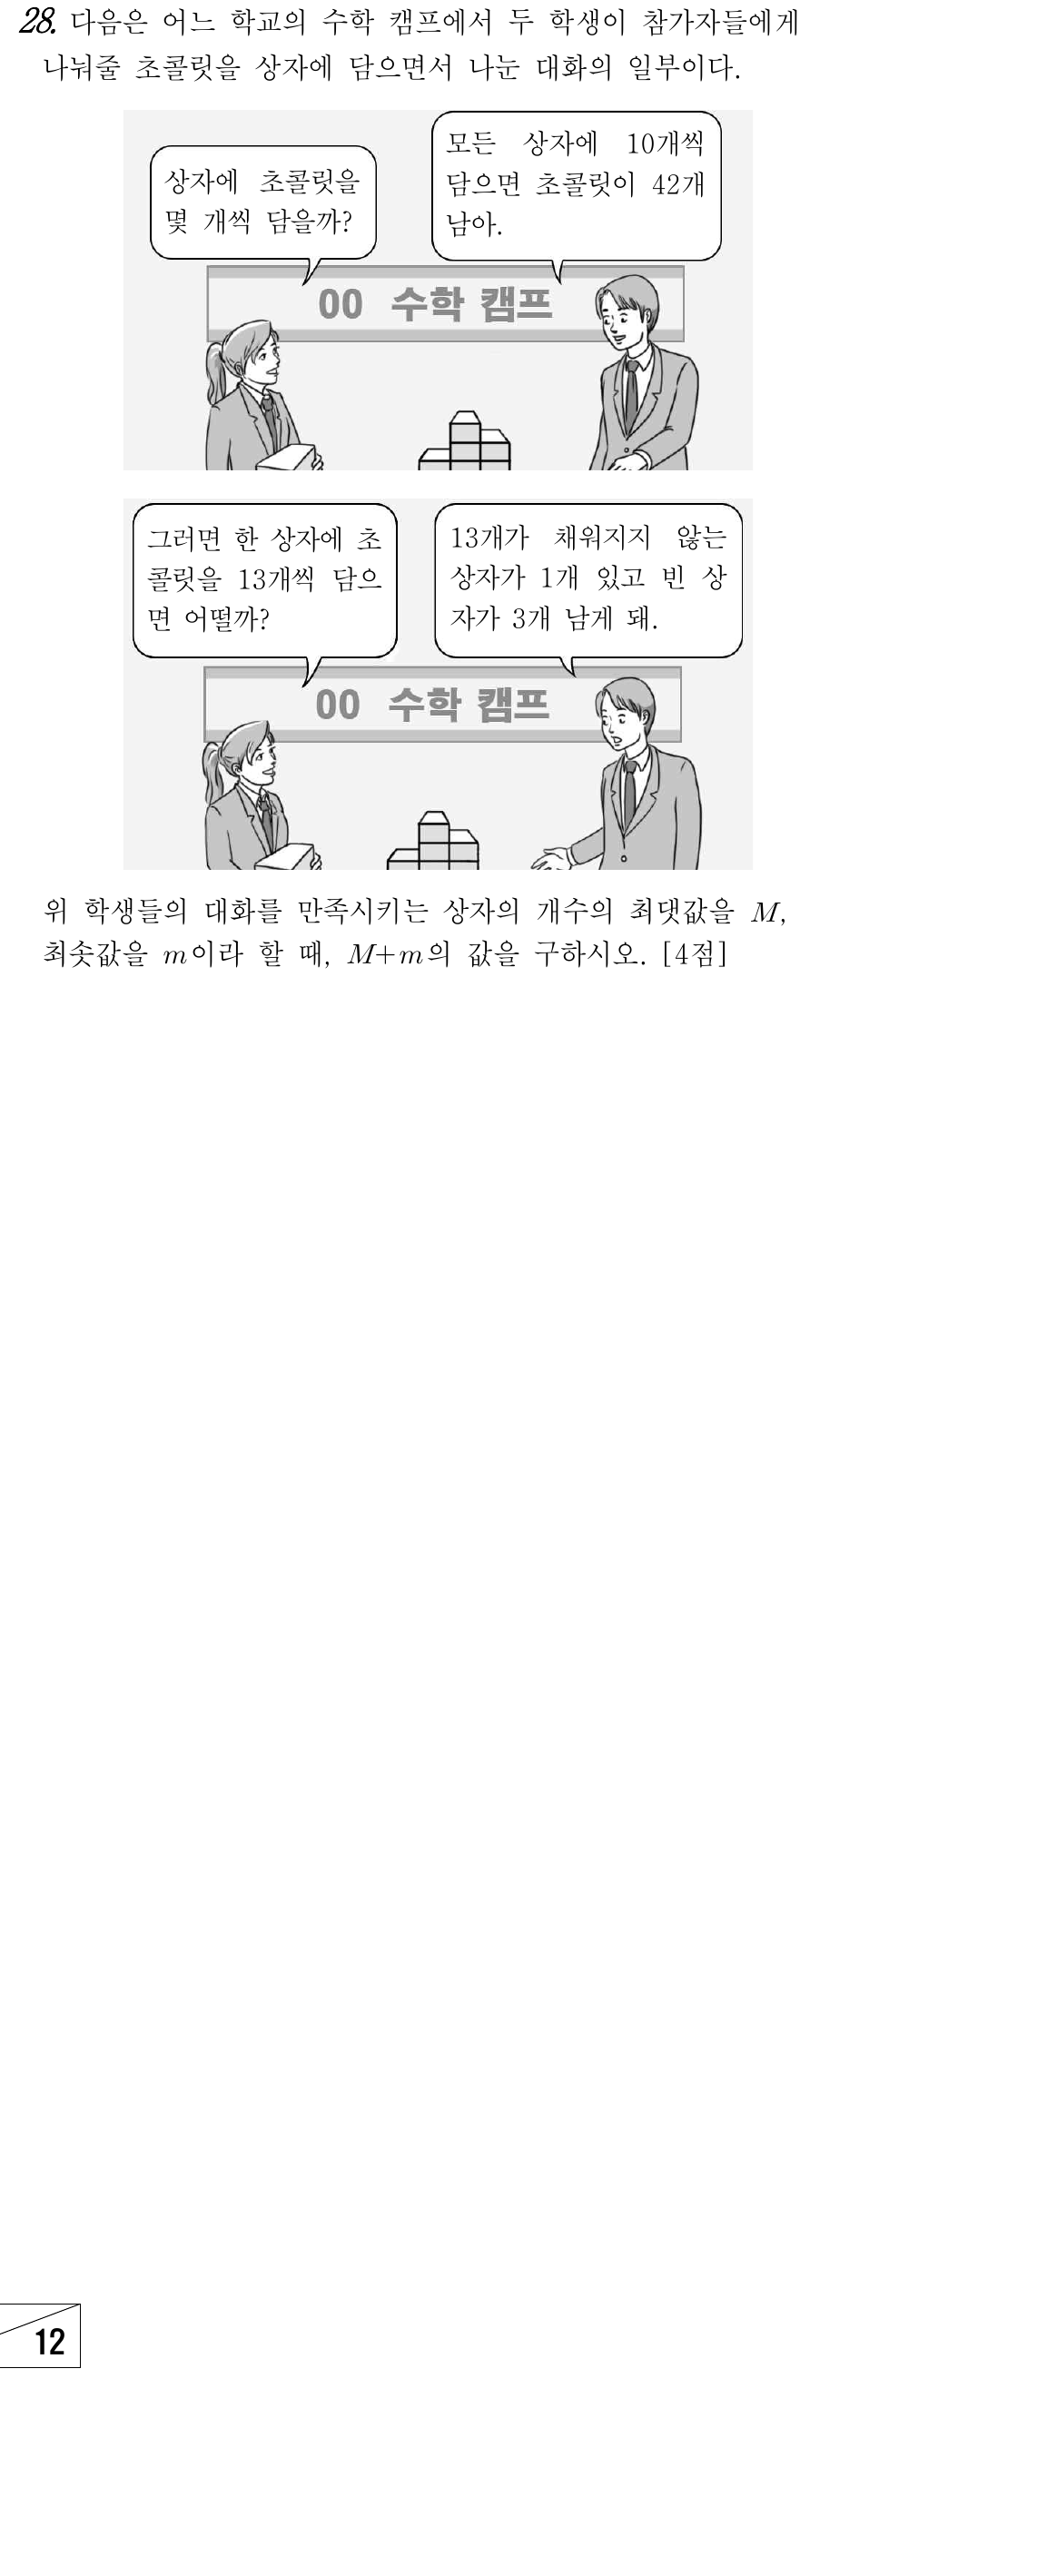 28. 다음은 어느 학교의 수학 캠프에서 두 학생이 참가자들에게
나눠줄 초콜릿을 상자에 담으면서 나눈 대화의 일부이다.
상자에 초콜릿을
몇 개씩 담을까?
모든 상자에 10개씩
담으면 초콜릿이 42개
남아.
00 수학 캠프
그러면 한 상자에 초
콜릿을 13개씩 담으
면 어떨까?
13개가 채워지지 않는
상자가 1개 있고 빈 상
자가 3개 남게 돼.
00 수학 캠프
위 학생들의 대화를 만족시키는 상자의 개수의 최댓값을 M,
최솟값을 m이라 할 때, M+m의 값을 구하시오. [4점]
12